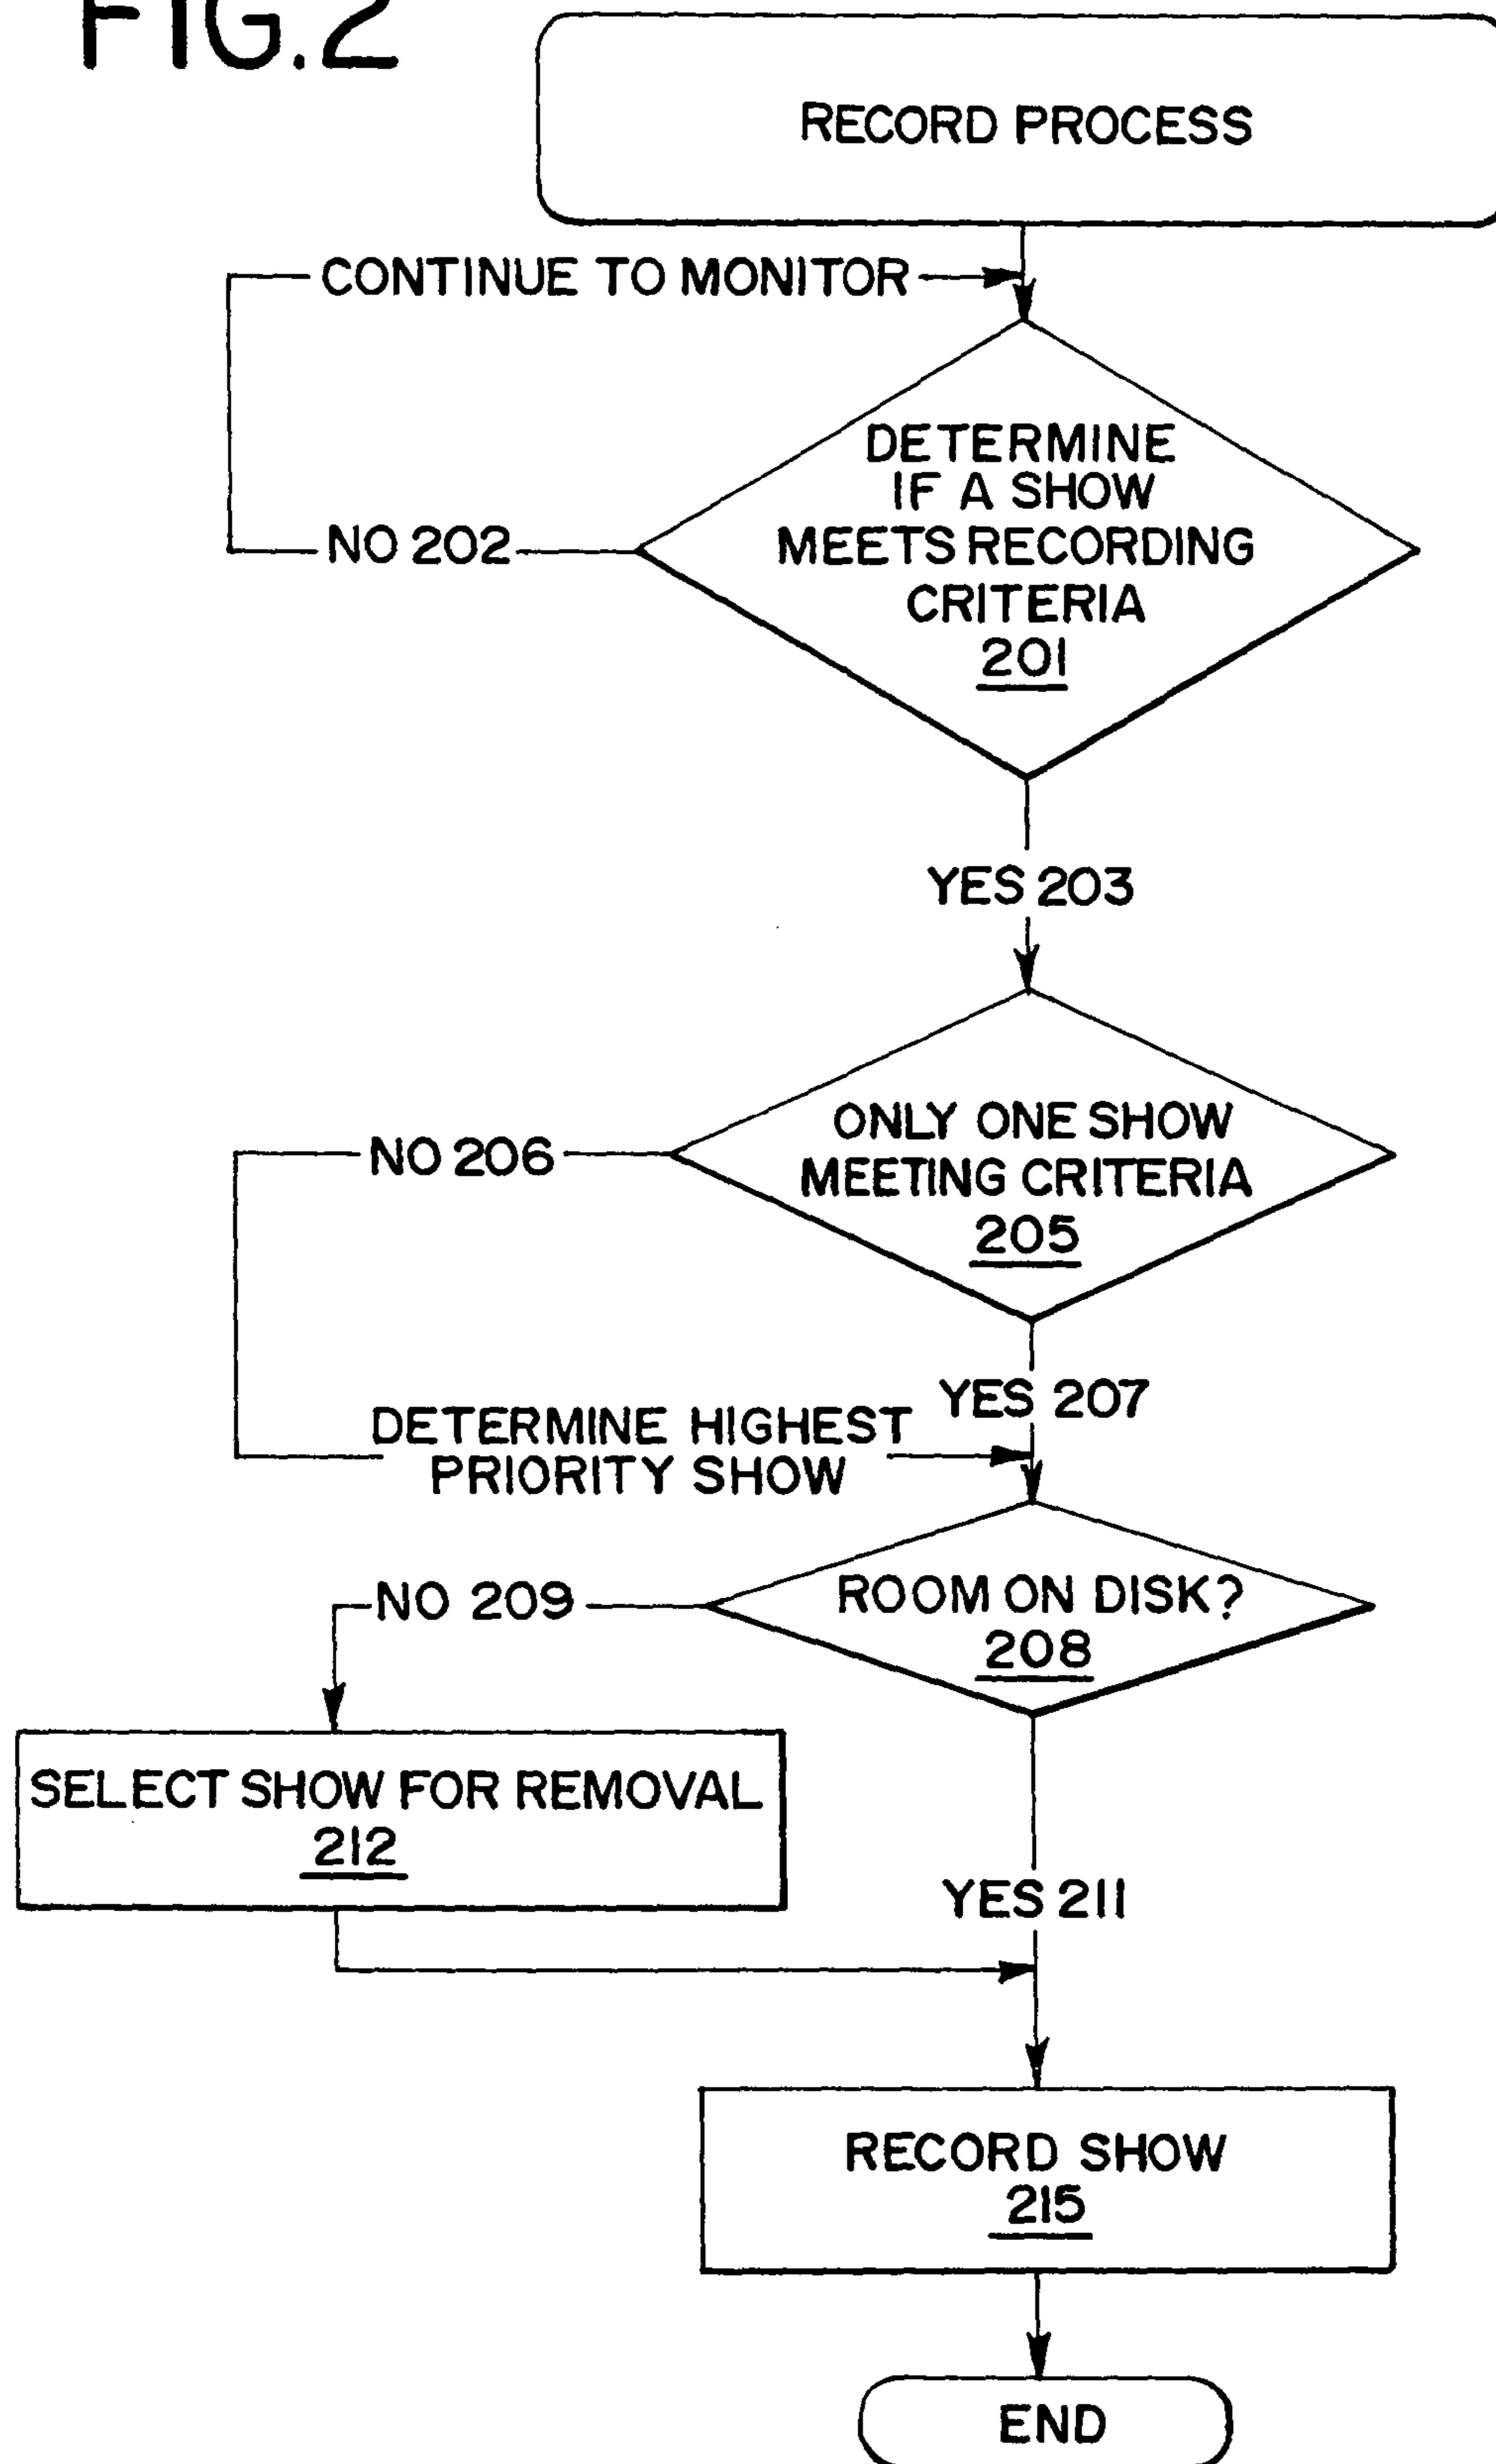 FIG.2
RECORD PROCESS
CONTINUE TO MONITOR
DETERMINE
IF A SHOW
MEETS RECORDING
CRITERIA
201
NO 202
YES 203
ONLY ONE SHOW
MEETING CRITERIA
205
NO 206
YES 207
DETERMINE HIGHEST
PRIORITY SHOW
ROOM ON DISK?
208
NO 209
SELECT SHOW FOR REMOVAL
212
YES 211
RECORD SHOW
215
END